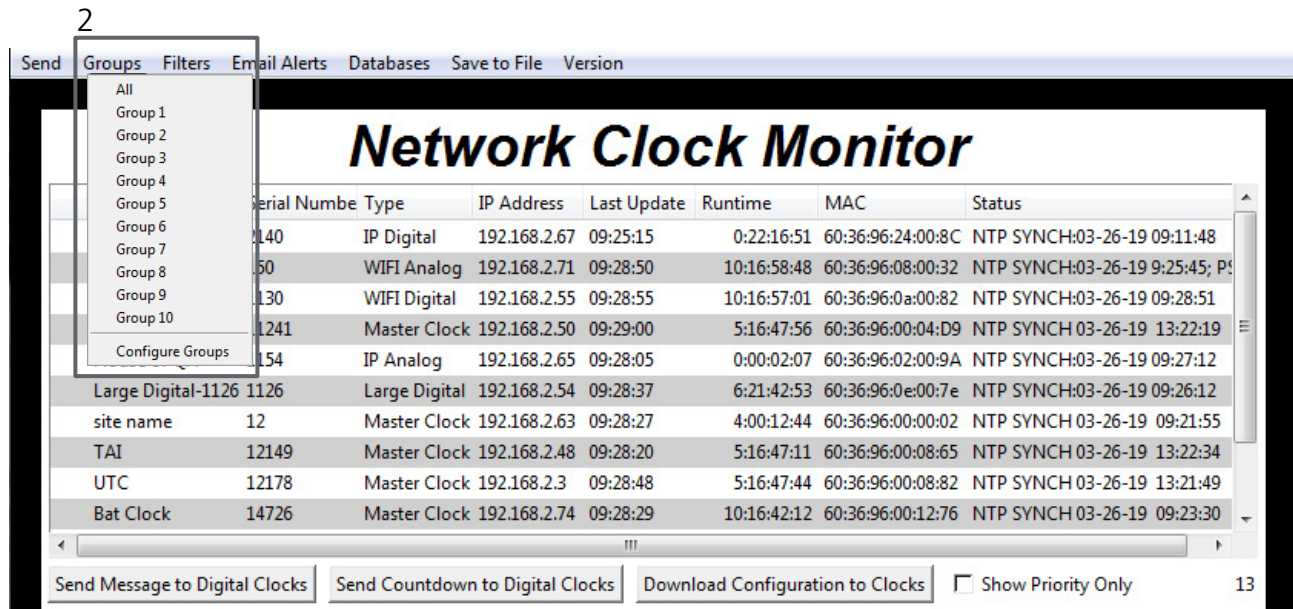 2
Send Groups Filters Email Alerts Databases Save to File Version
All
Group 1
Group 2
Group 3
Group 4
Group 5
Group 6
Group 7
Group 8
Group 9
Group 10
Configure Groups
Network Clock Monitor
Serial Numbe Type IP Address Last Update Runtime MAC Status
2140 IP Digital 192.168.2.67 09:25:15 0:22:16:51 60:36:96:24:00:8C NTP SYNCH:03-26-19 09:11:48
WIFI Analog 192.168.2.71 09:28:50 10:16:58:48 60:36:96:08:00:32 NTP SYNCH:03-26-19 9:25:45; PS
130 WIFI Digital 192.168.2.55 09:28:55 10:16:57:01 60:36:96:0a:00:82 NTP SYNCH:03-26-19 09:28:51
1241 Master Clock 192.168.2.50 09:29:00 5:16:47:56 60:36:96:00:04:D9 NTP SYNCH 03-26-19 13:22:19
154 IP Analog 192.168.2.65 09:28:05 0:00:02:07 60:36:96:02:00:9A NTP SYNCH:03-26-19 09:27:12
Large Digital-1126 1126 Large Digital 192.168.2.54 09:28:37 6:21:42:53 60:36:96:0e:00:7e NTP SYNCH:03-26-19 09:26:12
site name 12 Master Clock 192.168.2.63 09:28:27 4:00:12:44 60:36:96:00:00:02 NTP SYNCH 03-26-19 09:21:55
TAI 12149 Master Clock 192.168.2.48 09:28:20 5:16:47:11 60:36:96:00:08:65 NTP SYNCH 03-26-19 13:22:34
UTC 12178 Master Clock 192.168.2.3 09:28:48 5:16:47:44 60:36:96:00:08:82 NTP SYNCH 03-26-19 13:21:49
Bat Clock 14726 Master Clock 192.168.2.74 09:28:29 10:16:42:12 60:36:96:00:12:76 NTP SYNCH 03-26-19 09:23:30
Send Message to Digital Clocks Send Countdown to Digital Clocks Download Configuration to Clocks Show Priority Only 13